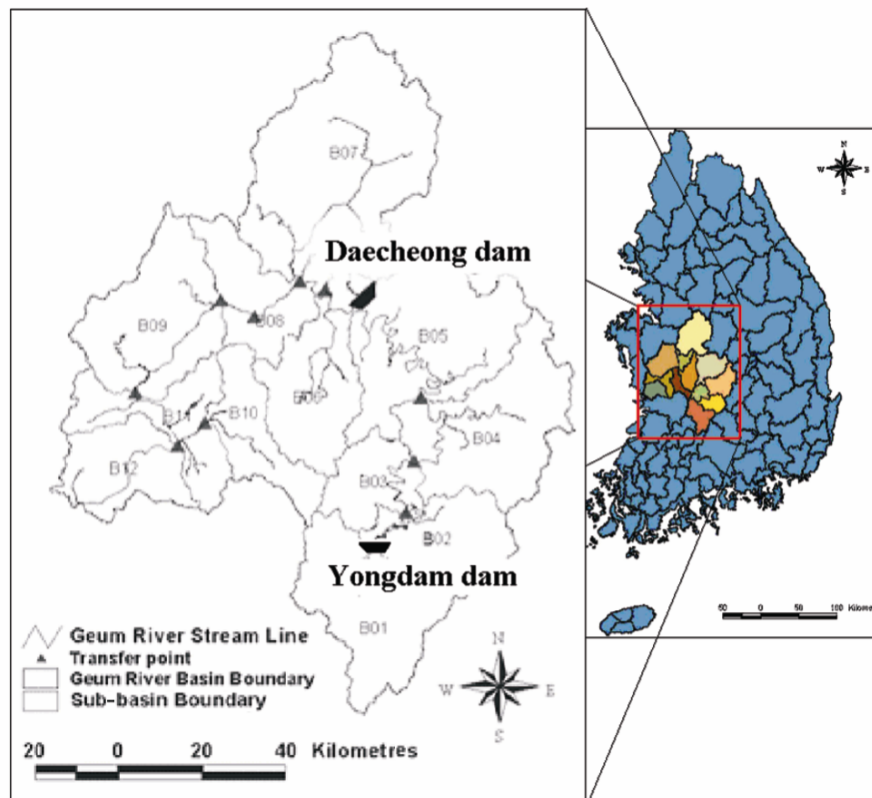 B07
Daecheong dam
B09
B08
B05
B06
B11
B10
B04
B12
B03
B02
Yongdam dam
B01
Geum River Stream Line
Transfer point
Geum River Basin Boundary
Sub-basin Boundary
N
W E
S
20 0 20 40 Kilometres
N
W E
S
50 0 50 100 Kilomet